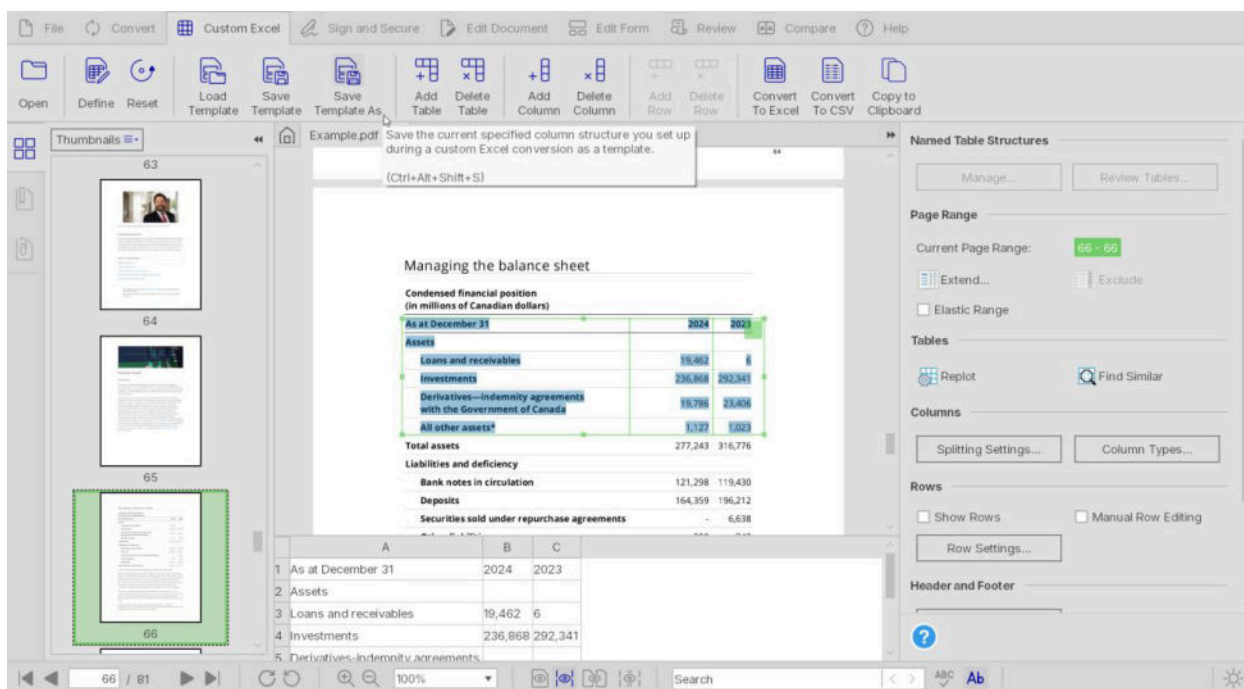 File Convert Custom Excel Sign and Secure Edit Document Edit Form Review Compare Help
Open Define Reset Load Template Save Template Save Template As Add Table Delete Table Add Column Delete Column Add Row Delete Row Convert To Excel Convert To CSV Copy to Clipboard
Thumbnails
63
64
65
66
Example.pdf
Save the current specified column structure you set up
during a custom Excel conversion as a template.
(Ctrl+Alt+Shift+S)
64
Managing the balance sheet
Condensed financial position
(in millions of Canadian dollars)
As at December 31 2024 2023
Assets
Loans and receivables 19,462 6
Investments 236,868 292,341
Derivatives—indemnity agreements
with the Government of Canada 19,786 23,406
All other assets* 1,127 1,023
Total assets 277,243 316,776
Liabilities and deficiency
Bank notes in circulation 121,298 119,430
Deposits 164,359 196,212
Securities sold under repurchase agreements - 6,638
A B C
1 As at December 31 2024 2023
2 Assets
3 Loans and receivables 19,462 6
4 Investments 236,868 292,341
5 Derivatives-indemnity agreements
Named Table Structures
Manage... Review Tables...
Page Range
Current Page Range: 66 - 66
Extend... Exclude
Elastic Range
Tables
Replot Find Similar
Columns
Splitting Settings... Column Types...
Rows
Show Rows Manual Row Editing
Row Settings...
Header and Footer
?
66 / 81 100% Search ABC Ab